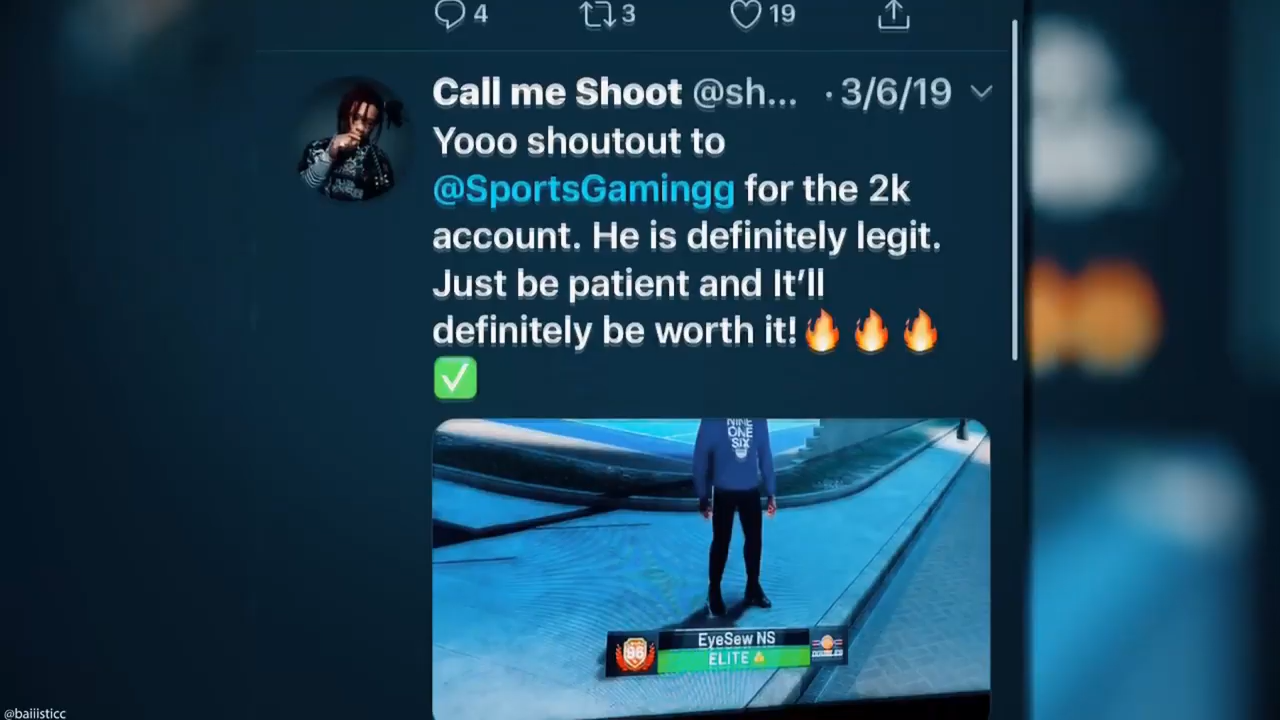 4 3 19
Call me Shoot @sh... · 3/6/19
Yooo shoutout to
@SportsGamingg for the 2k
account. He is definitely legit.
Just be patient and It’ll
definitely be worth it!🔥🔥🔥
✅
NINE
ONE
SIX
96
EyeSew NS
ELITE 👍
@baiiisticc